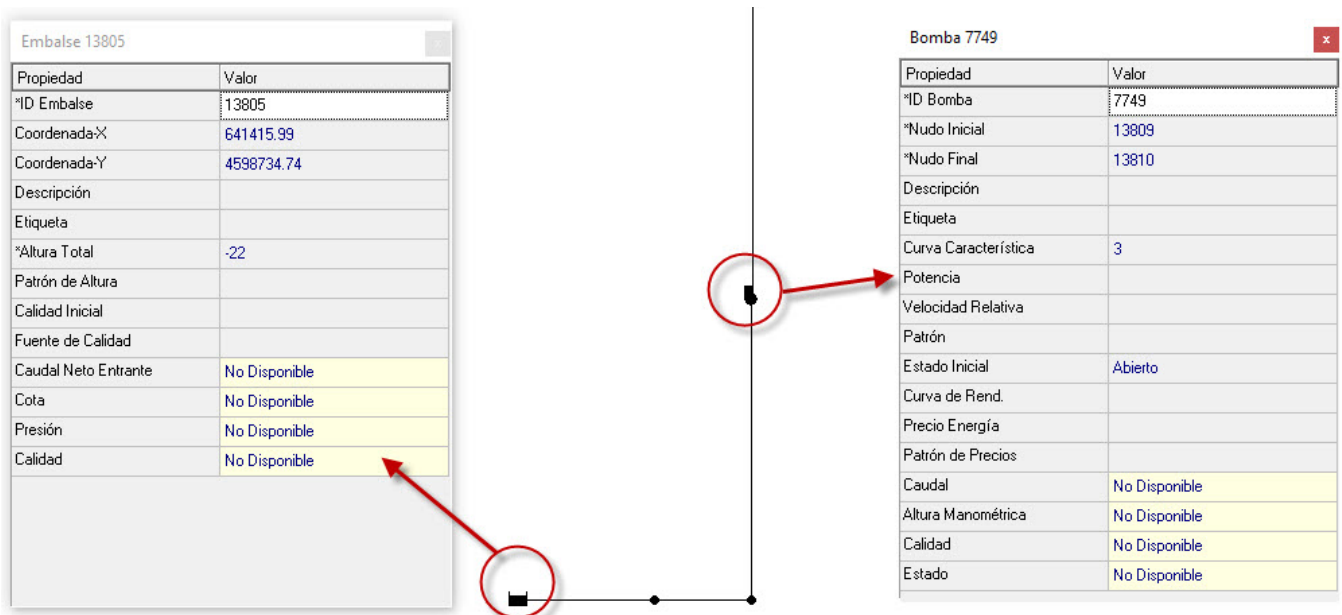 Embalse 13805
x
Propiedad Valor
*ID Embalse 13805
Coordenada-X 641415.99
Coordenada-Y 4598734.74
Descripción
Etiqueta
*Altura Total -22
Patrón de Altura
Calidad Inicial
Fuente de Calidad
Caudal Neto Entrante No Disponible
Cota No Disponible
Presión No Disponible
Calidad No Disponible
Bomba 7749
x
Propiedad Valor
*ID Bomba 7749
*Nudo Inicial 13809
*Nudo Final 13810
Descripción
Etiqueta
Curva Característica 3
Potencia
Velocidad Relativa
Patrón
Estado Inicial Abierto
Curva de Rend.
Precio Energía
Patrón de Precios
Caudal No Disponible
Altura Manométrica No Disponible
Calidad No Disponible
Estado No Disponible